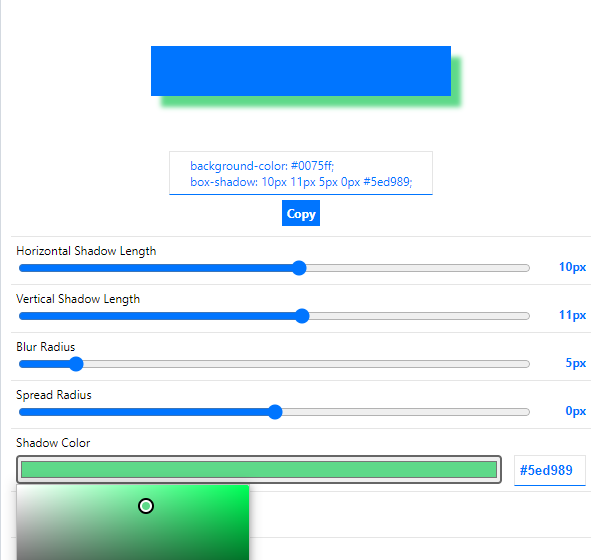 background-color: #0075ff;
box-shadow: 10px 11px 5px 0px #5ed989;
Copy
Horizontal Shadow Length
10px
Vertical Shadow Length
11px
Blur Radius
5px
Spread Radius
0px
Shadow Color
#5ed989